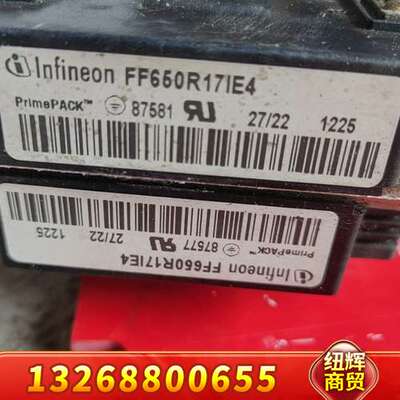 Infineon FF650R17IE4
PrimePACK™ 87581 27/22 1225
Infineon FF650R17IE4
PrimePACK™ 87577 27/22 1225
13268800655
纽辉
商贸